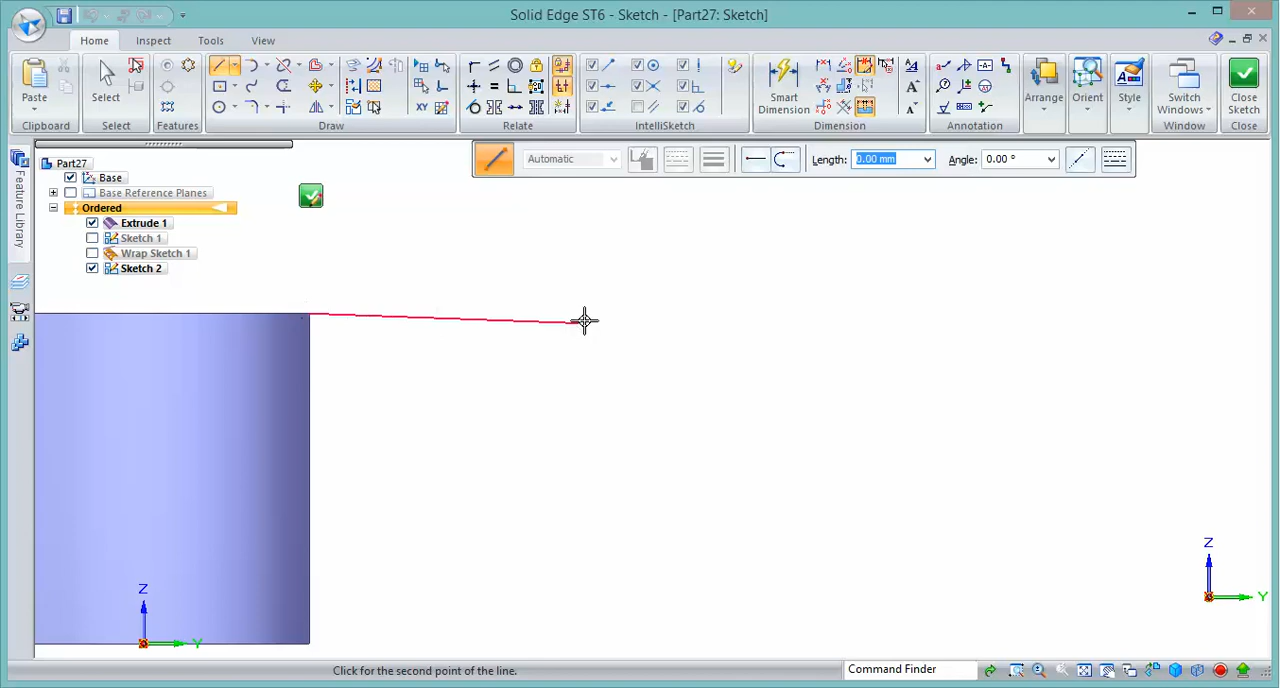 Solid Edge ST6 - Sketch - [Part27: Sketch]
Home Inspect Tools View
Paste Select Smart Dimension Arrange Orient Style Switch Windows Close Sketch
Clipboard Select Features Draw Relate IntelliSketch Dimension Annotation Window Close
Automatic Length: 0.00 mm Angle: 0.00 °
Feature Library
Part27
Base
Base Reference Planes
Ordered
Extrude 1
Sketch 1
Wrap Sketch 1
Sketch 2
Z
Y
Z
Y
Click for the second point of the line. Command Finder